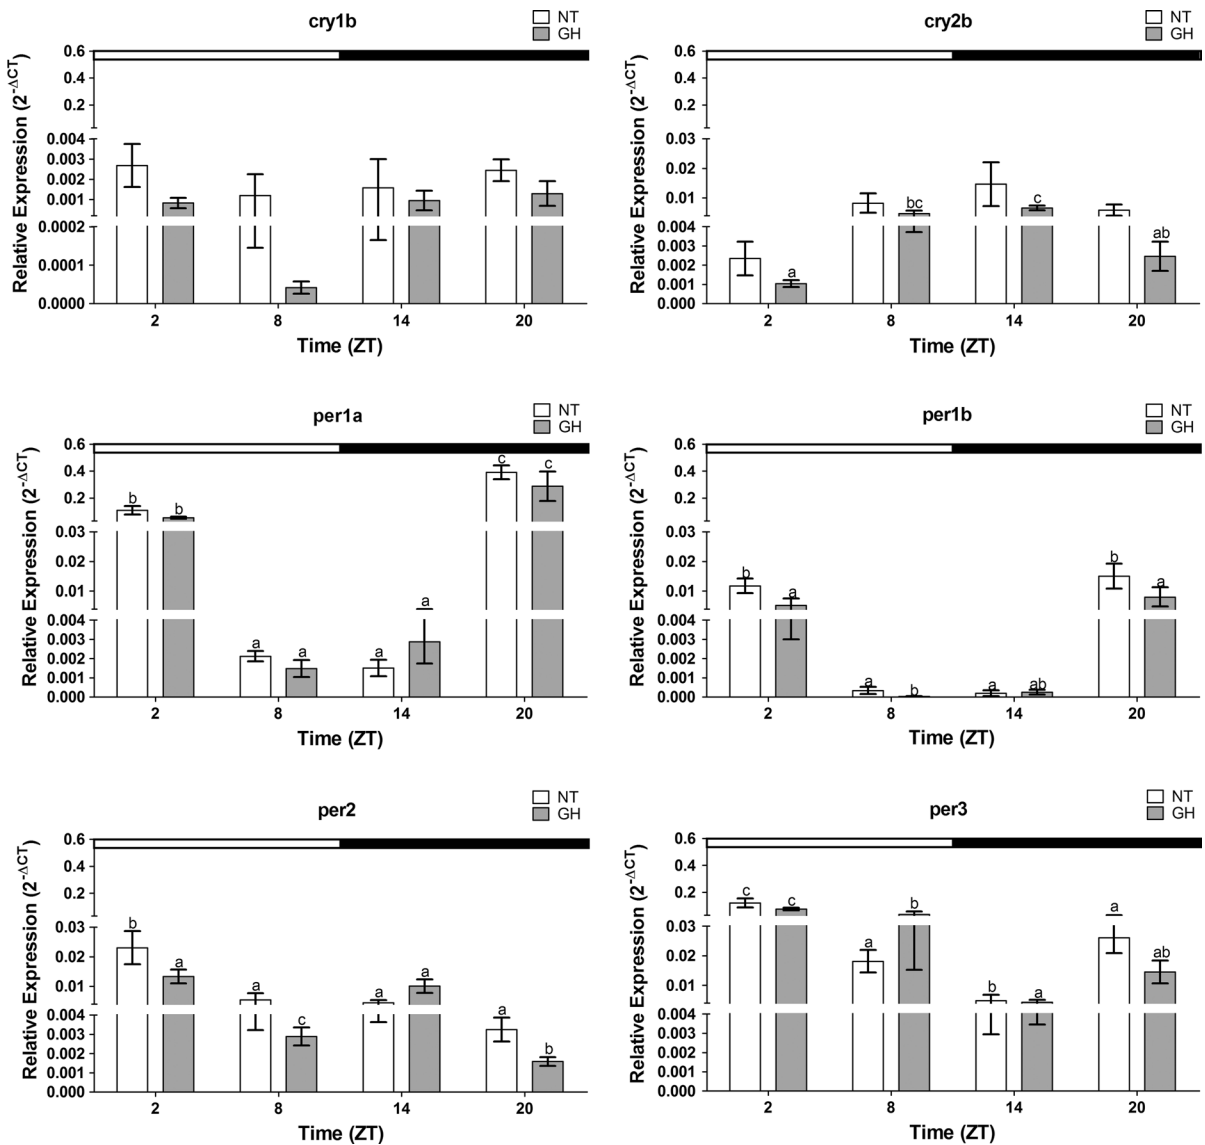 cry1b
NT
GH
Relative Expression (2^-ΔCT)
0.6
0.4
0.2
0.004
0.003
0.002
0.001
0.0002
0.0001
0.0000
2 8 14 20
Time (ZT)
cry2b
NT
GH
Relative Expression (2^-ΔCT)
0.6
0.4
0.2
0.03
0.02
0.01
0.004
0.003
0.002
0.001
0.000
a bc c ab
2 8 14 20
Time (ZT)
per1a
NT
GH
Relative Expression (2^-ΔCT)
0.6
0.4
0.2
0.03
0.02
0.01
0.004
0.003
0.002
0.001
0.000
b b a a a a c c
2 8 14 20
Time (ZT)
per1b
NT
GH
Relative Expression (2^-ΔCT)
0.6
0.4
0.2
0.03
0.02
0.01
0.004
0.003
0.002
0.001
0.000
b a a b a ab b a
2 8 14 20
Time (ZT)
per2
NT
GH
Relative Expression (2^-ΔCT)
0.6
0.4
0.2
0.03
0.02
0.01
0.004
0.003
0.002
0.001
0.000
b a a c a a a b
2 8 14 20
Time (ZT)
per3
NT
GH
Relative Expression (2^-ΔCT)
0.6
0.4
0.2
0.03
0.02
0.01
0.004
0.003
0.002
0.001
0.000
c c a b b a a ab
2 8 14 20
Time (ZT)